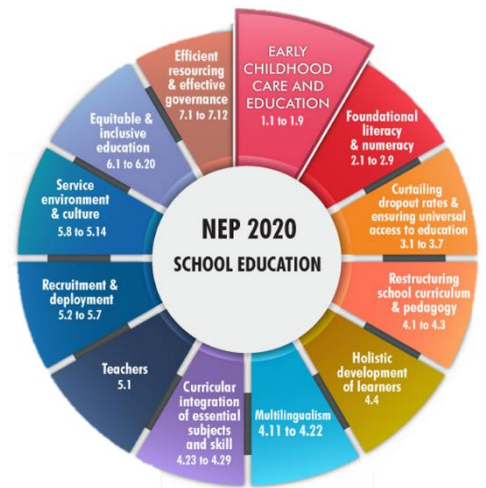 EARLY
CHILDHOOD
CARE AND
EDUCATION
1.1 to 1.9
Foundational
literacy
& numeracy
2.1 to 2.9
Curtailing
dropout rates &
ensuring universal
access to education
3.1 to 3.7
Restructuring
school curriculum
& pedagogy
4.1 to 4.3
Holistic
development
of learners
4.4
Multilingualism
4.11 to 4.22
Curricular
integration
of essential
subjects
and skill
4.23 to 4.29
Teachers
5.1
Recruitment &
deployment
5.2 to 5.7
Service
environment
& culture
5.8 to 5.14
Equitable &
inclusive
education
6.1 to 6.20
Efficient
resourcing
& effective
governance
7.1 to 7.12
NEP 2020
SCHOOL EDUCATION